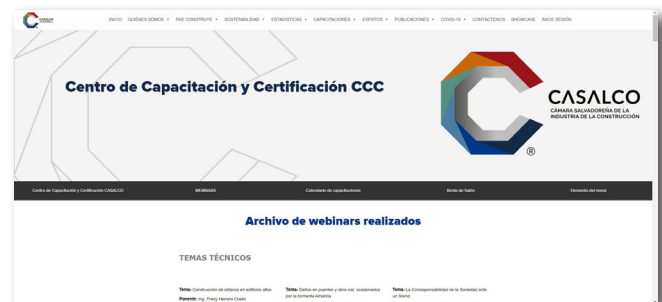 CASALCO
INICIO QUIÉNES SOMOS FISE CONSTRUYE SOSTENIBILIDAD ESTADÍSTICAS CAPACITACIONES EVENTOS PUBLICACIONES COVID-19 CONTÁCTENOS SHOWCASE INICIE SESIÓN
Centro de Capacitación y Certificación CCC
CASALCO
CÁMARA SALVADOREÑA DE LA
INDUSTRIA DE LA CONSTRUCCIÓN
®
Centro de Capacitación y Certificación CASALCO WEBINARS Calendario de capacitaciones Renta de Salón Elemento del menú
Archivo de webinars realizados
TEMAS TÉCNICOS
Tema: Construcción de sótanos en edificios altos
Ponente: Ing. Fredy Herrera Coello
Tema: Daños en puentes y obra vial, ocasionados
por la tormenta Amanda
Tema: La Corresponsabilidad de la Sociedad ante
un Sismo